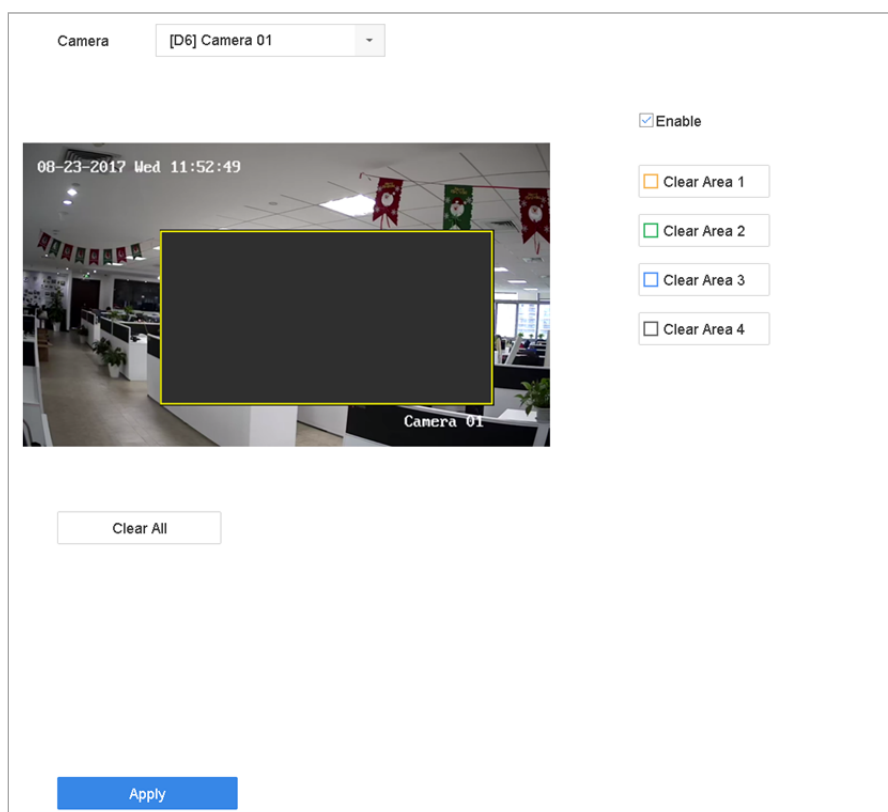 Camera
[D6] Camera 01
Enable
08-23-2017 Wed 11:52:49
Clear Area 1
Clear Area 2
Clear Area 3
Clear Area 4
Camera 01
Clear All
Apply